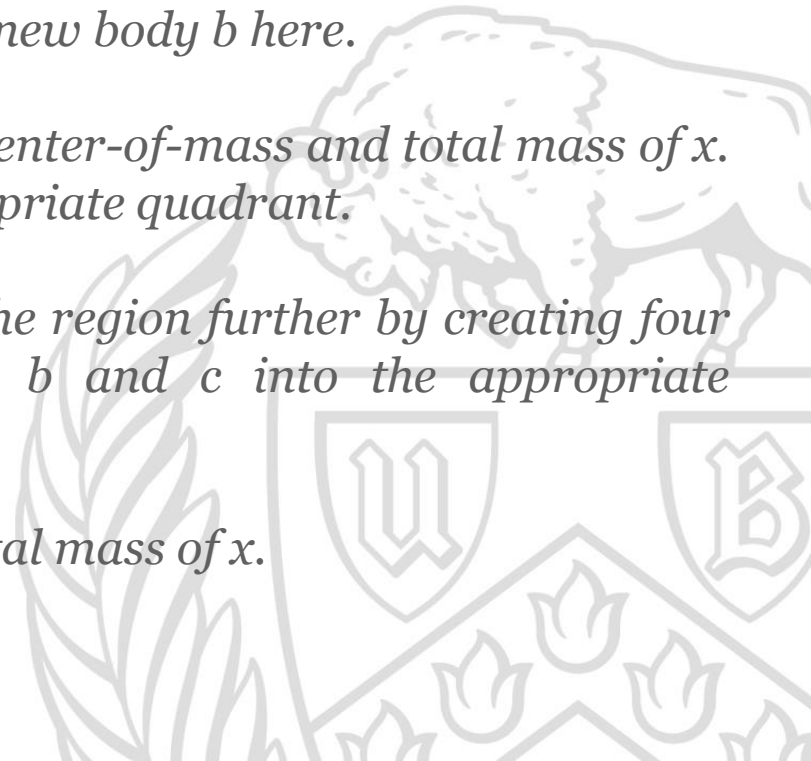 new body b here.
enter-of-mass and total mass of x.
priate quadrant.
he region further by creating four
b and c into the appropriate
al mass of x.
U B